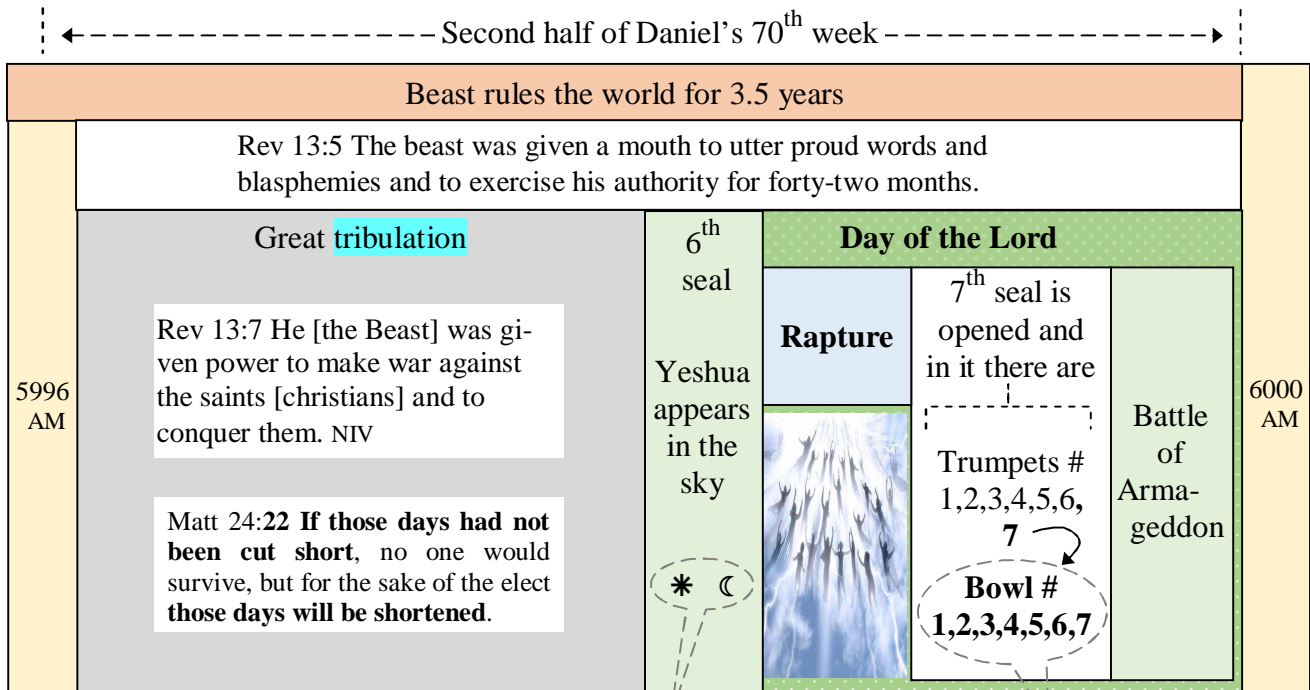 Second half of Daniel's 70th week
Beast rules the world for 3.5 years
Rev 13:5 The beast was given a mouth to utter proud words and
blasphemies and to exercise his authority for forty-two months.
5996
AM
Great tribulation
Rev 13:7 He [the Beast] was gi-
ven power to make war against
the saints [christians] and to
conquer them. NIV
Matt 24:22 If those days had not
been cut short, no one would
survive, but for the sake of the elect
those days will be shortened.
6th
seal
Yeshua
appears
in the
sky
Day of the Lord
Rapture
7th seal is
opened and
in it there are
Trumpets #
1,2,3,4,5,6,
7
Bowl #
1,2,3,4,5,6,7
Battle
of
Arma-
geddon
6000
AM